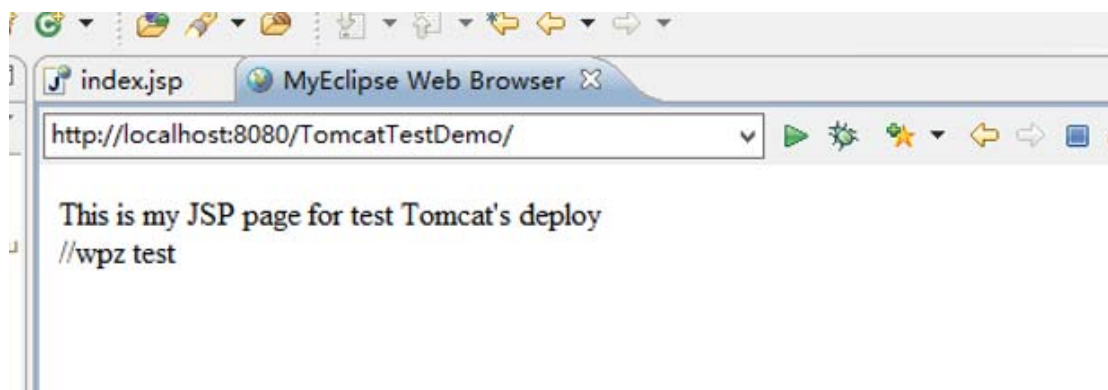 index.jsp
MyEclipse Web Browser
http://localhost:8080/TomcatTestDemo/
This is my JSP page for test Tomcat's deploy
//wpz test